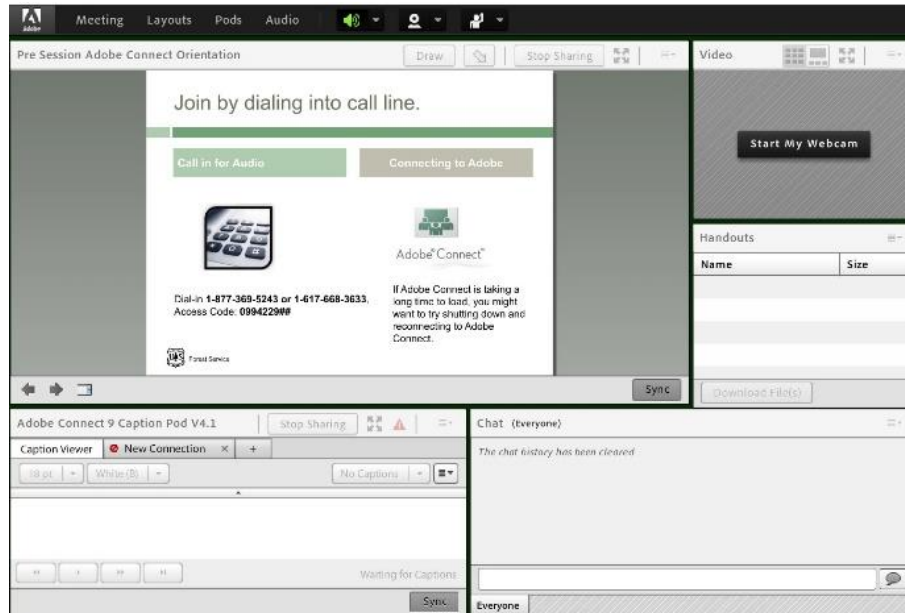 Adobe
Meeting Layouts Pods Audio
Pre Session Adobe Connect Orientation
Draw
Stop Sharing
Join by dialing into call line.
Call in for Audio
Connecting to Adobe
Adobe® Connect™
Dial-in 1-877-369-5243 or 1-617-668-3633,
Access Code: 0994229##
If Adobe Connect is taking a
long time to load, you might
want to try shutting down and
reconnecting to Adobe
Connect.
UAS
Forest Service
Sync
Video
Start My Webcam
Handouts
Name Size
Download File(s)
Adobe Connect 9 Caption Pod V4.1
Stop Sharing
Caption Viewer New Connection × +
18 pt White (B) No Captions
Waiting for Captions
Sync
Chat (Everyone)
The chat history has been cleared
Everyone